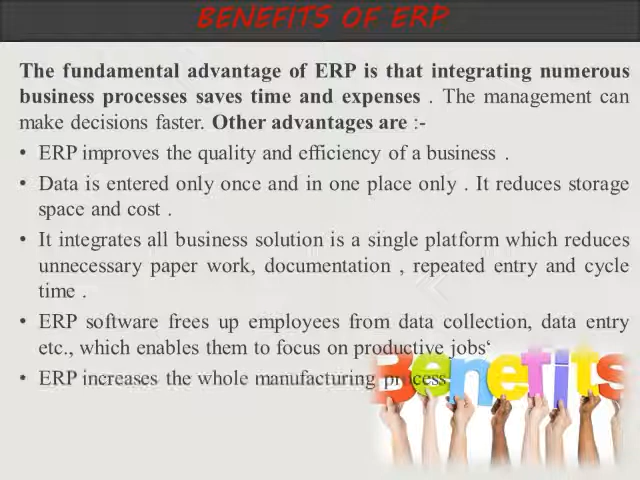 BENEFITS OF ERP
The fundamental advantage of ERP is that integrating numerous
business processes saves time and expenses . The management can
make decisions faster. Other advantages are :-
• ERP improves the quality and efficiency of a business .
• Data is entered only once and in one place only . It reduces storage
space and cost .
• It integrates all business solution is a single platform which reduces
unnecessary paper work, documentation , repeated entry and cycle
time .
• ERP software frees up employees from data collection, data entry
etc., which enables them to focus on productive jobs‘
• ERP increases the whole manufacturing process.
Benefits